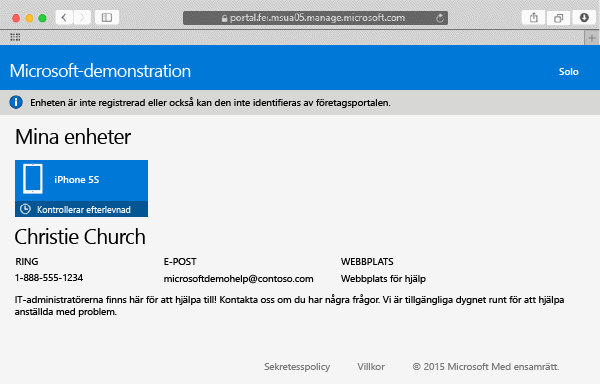 portal.fei.msua05.manage.microsoft.com
Microsoft-demonstration
Solo
Enheten är inte registrerad eller också kan den inte identifieras av företagsportalen.
Mina enheter
iPhone 5S
Kontrollerar efterlevnad
Christie Church
RING E-POST WEBBPLATS
1-888-555-1234 microsoftdemohelp@contoso.com Webbplats för hjälp
IT-administratörerna finns här för att hjälpa till! Kontakta oss om du har några frågor. Vi är tillgängliga dygnet runt för att hjälpa
anställda med problem.
Sekretesspolicy Villkor © 2015 Microsoft Med ensamrätt.